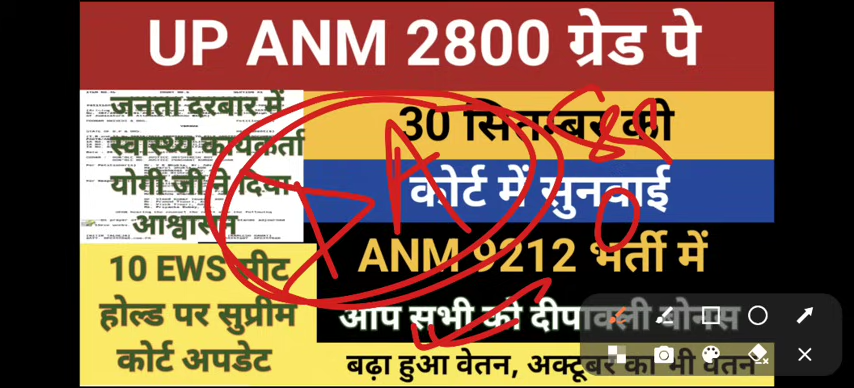 UP ANM 2800 ग्रेड पे
जनता दरबार में
स्वास्थ्य कार्यकर्ता
योगी जी ने दिया
आश्वासन
30 सितम्बर को
कोर्ट में सुनवाई
ANM 9212 भर्ती में
आप सभी को दीपावली बोनस
बढ़ा हुआ वेतन, अक्टूबर का भी वेतन
10 EWS सीट
होल्ड पर सुप्रीम
कोर्ट अपडेट